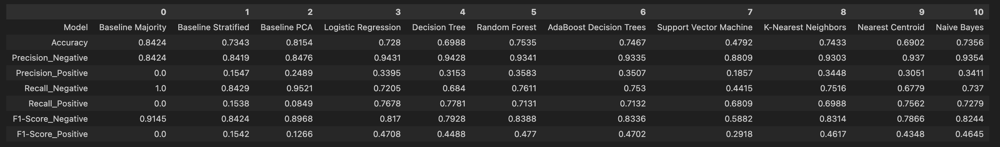 0 1 2 3 4 5 6 7 8 9 10
Model Baseline Majority Baseline Stratified Baseline PCA Logistic Regression Decision Tree Random Forest AdaBoost Decision Trees Support Vector Machine K-Nearest Neighbors Nearest Centroid Naive Bayes
Accuracy 0.8424 0.7343 0.8154 0.728 0.6988 0.7535 0.7467 0.4792 0.7433 0.6902 0.7356
Precision_Negative 0.8424 0.8419 0.8476 0.9431 0.9428 0.9341 0.9335 0.8809 0.9303 0.937 0.9354
Precision_Positive 0.0 0.1547 0.2489 0.3395 0.3153 0.3583 0.3507 0.1857 0.3448 0.3051 0.3411
Recall_Negative 1.0 0.8429 0.9521 0.7205 0.684 0.7611 0.753 0.4415 0.7516 0.6779 0.737
Recall_Positive 0.0 0.1538 0.0849 0.7678 0.7781 0.7131 0.7132 0.6809 0.6988 0.7562 0.7279
F1-Score_Negative 0.9145 0.8424 0.8968 0.817 0.7928 0.8388 0.8336 0.5882 0.8314 0.7866 0.8244
F1-Score_Positive 0.0 0.1542 0.1266 0.4708 0.4488 0.477 0.4702 0.2918 0.4617 0.4348 0.4645